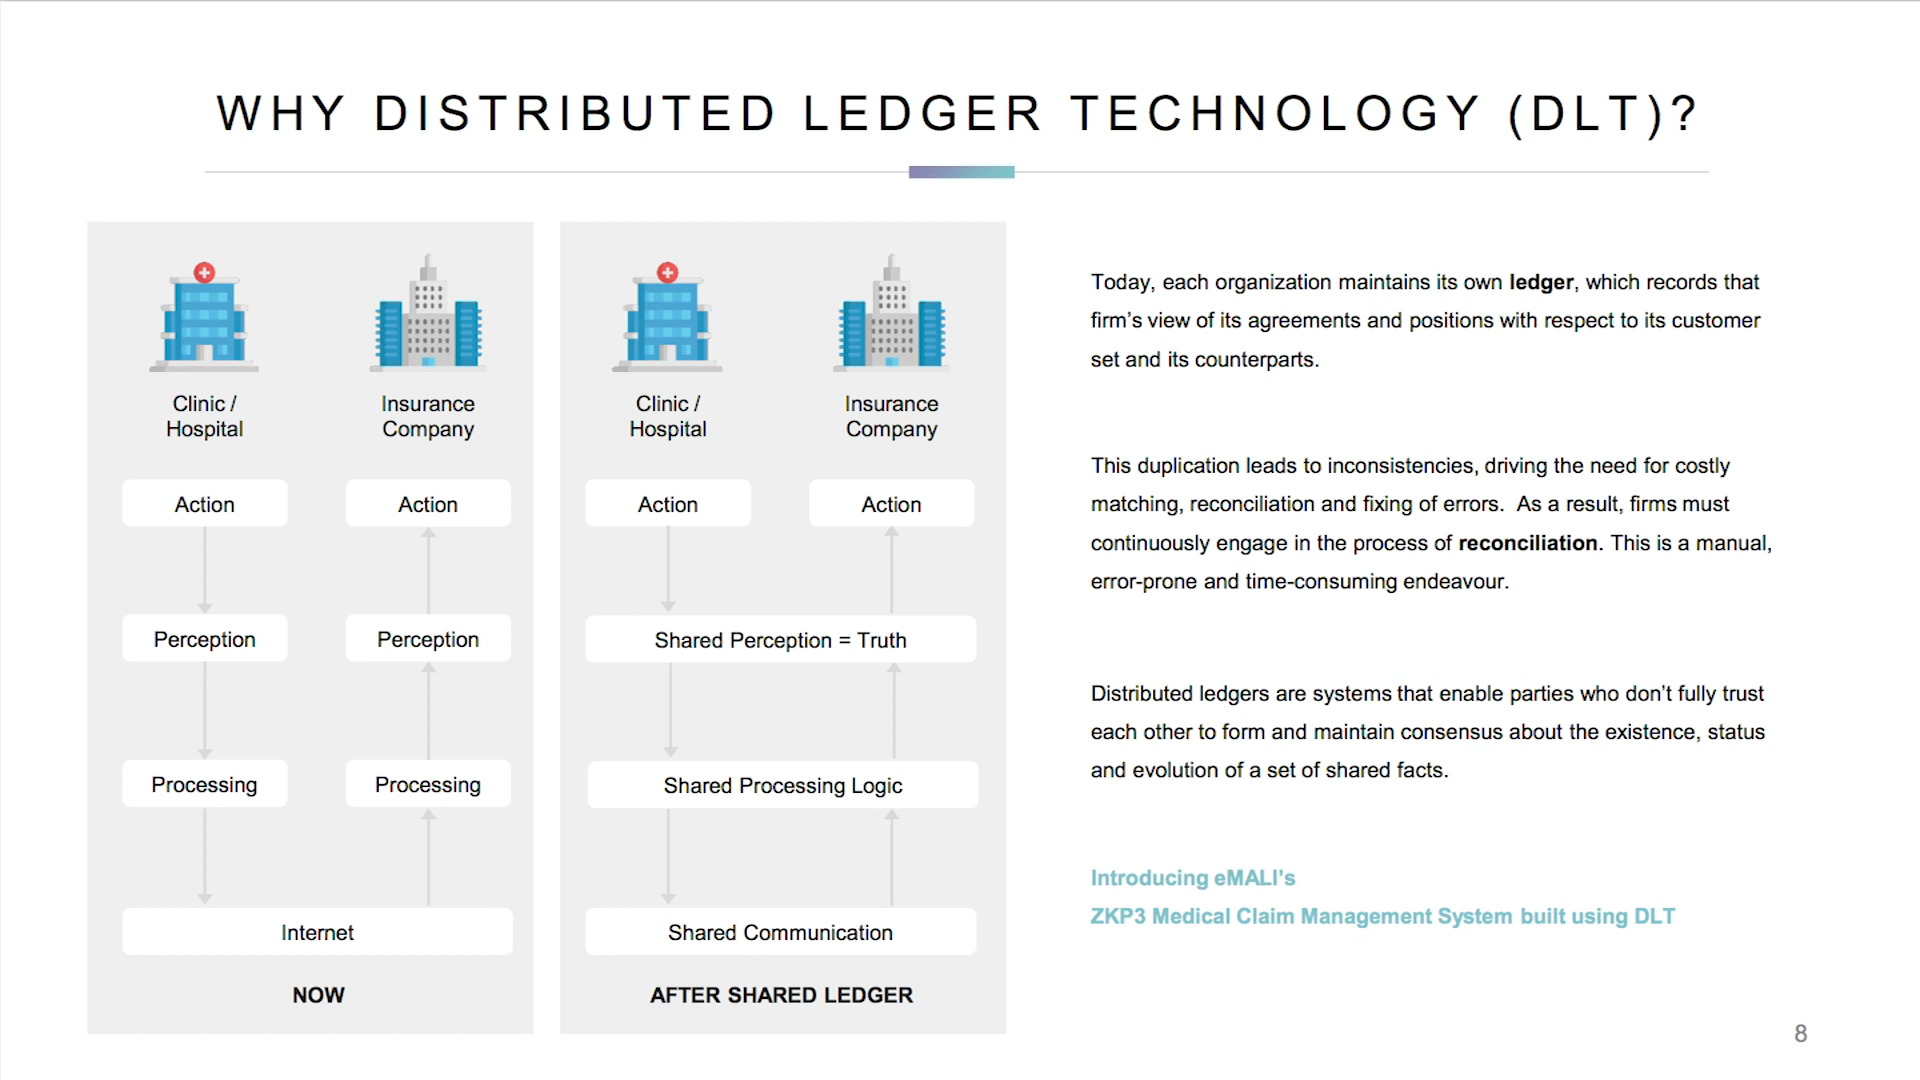 WHY DISTRIBUTED LEDGER TECHNOLOGY (DLT)?
Clinic /
Hospital
Insurance
Company
Action
Action
Perception
Perception
Processing
Processing
Internet
NOW
Clinic /
Hospital
Insurance
Company
Action
Action
Shared Perception = Truth
Shared Processing Logic
Shared Communication
AFTER SHARED LEDGER
Today, each organization maintains its own ledger, which records that
firm’s view of its agreements and positions with respect to its customer
set and its counterparts.
This duplication leads to inconsistencies, driving the need for costly
matching, reconciliation and fixing of errors.  As a result, firms must
continuously engage in the process of reconciliation. This is a manual,
error-prone and time-consuming endeavour.
Distributed ledgers are systems that enable parties who don’t fully trust
each other to form and maintain consensus about the existence, status
and evolution of a set of shared facts.
Introducing eMALI’s
ZKP3 Medical Claim Management System built using DLT
8